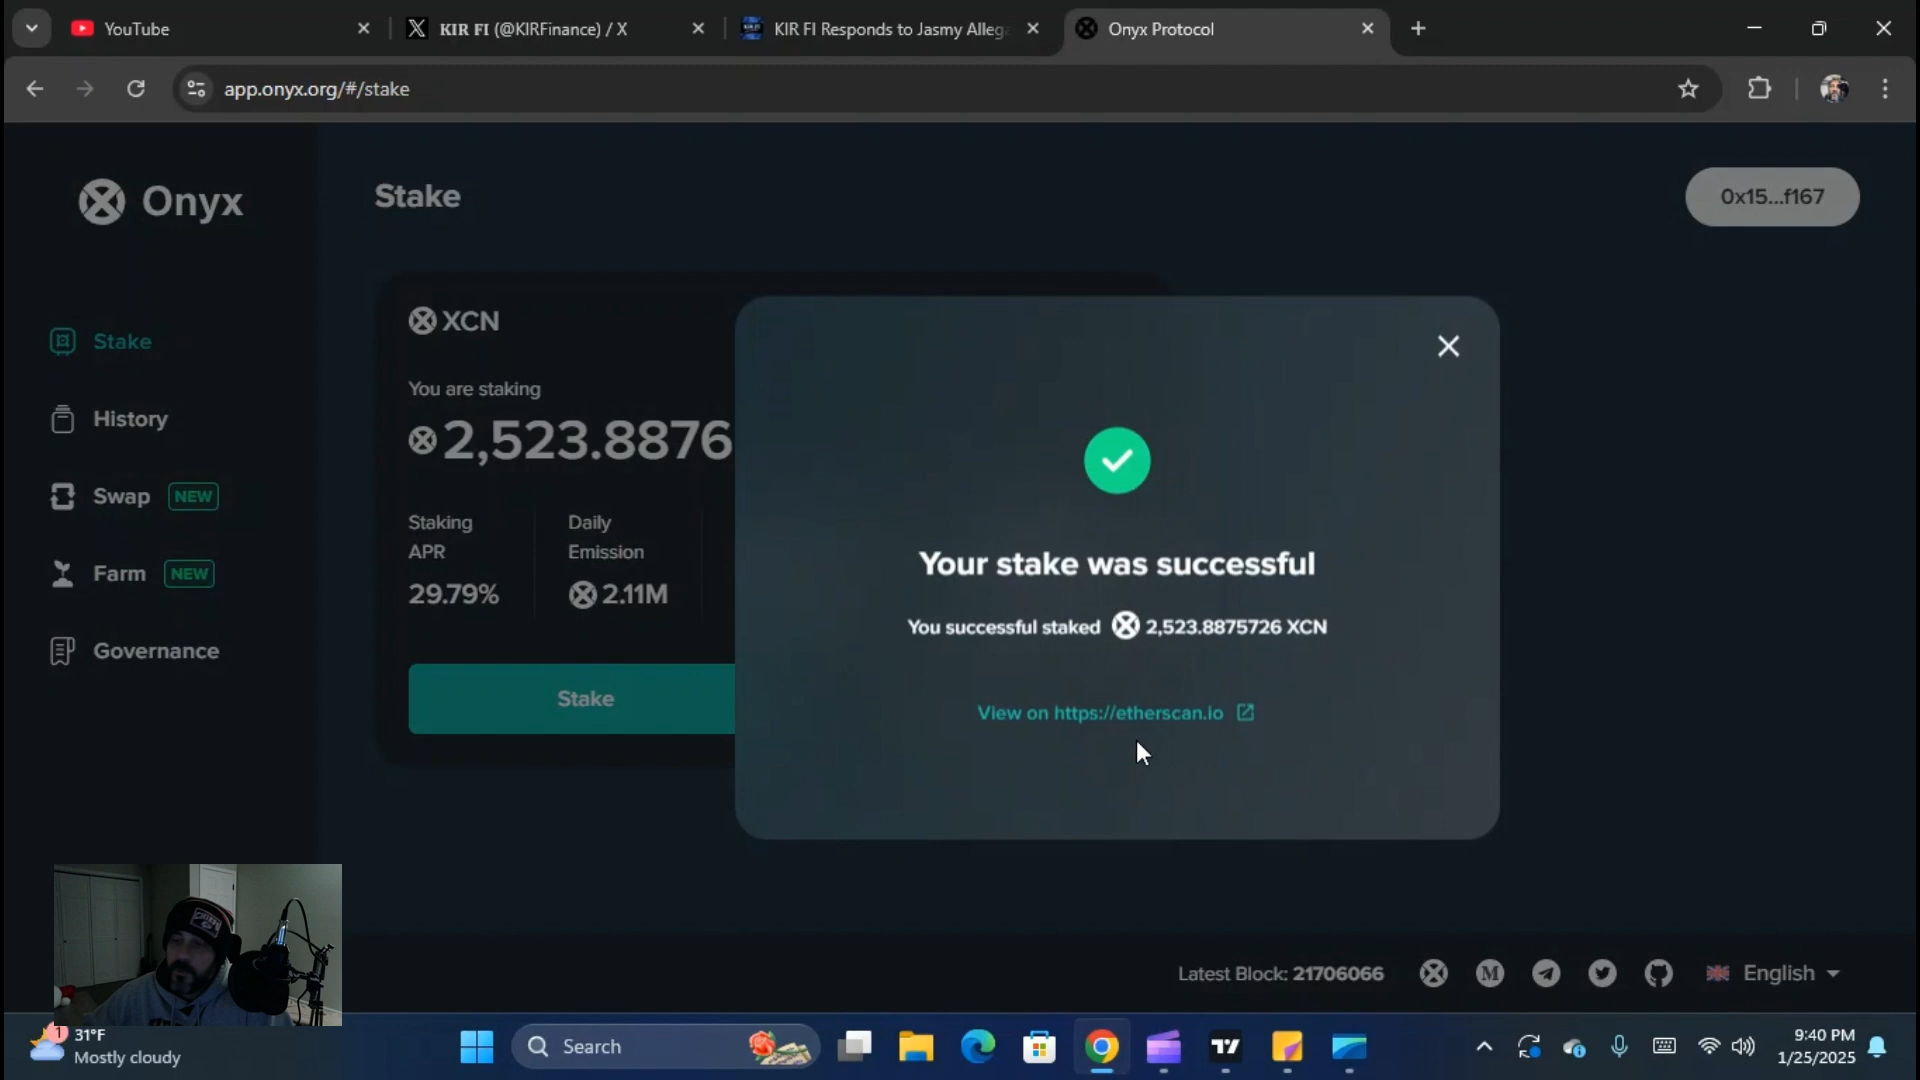 YouTube
KIR FI (@KIRFinance) / X
KIR FI Responds to Jasmy Alleg
Onyx Protocol
app.onyx.org/#/stake
Onyx
Stake
0x15...f167
Stake
History
Swap NEW
Farm NEW
Governance
XCN
You are staking
2,523.8876
Staking APR
29.79%
Daily Emission
2.11M
Stake
Your stake was successful
You successful staked 2,523.8875726 XCN
View on https://etherscan.io
Latest Block: 21706066
English
1
31°F
Mostly cloudy
Search
9:40 PM
1/25/2025